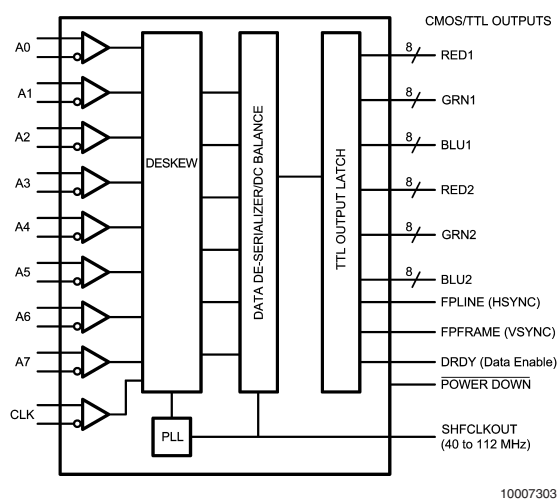 CMOS/TTL OUTPUTS
A0
A1
A2
A3
A4
A5
A6
A7
CLK
DESKEW
PLL
DATA DE-SERIALIZER/DC BALANCE
TTL OUTPUT LATCH
8
RED1
8
GRN1
8
BLU1
8
RED2
8
GRN2
8
BLU2
FPLINE (HSYNC)
FPFRAME (VSYNC)
DRDY (Data Enable)
POWER DOWN
SHFCLKOUT
(40 to 112 MHz)
10007303